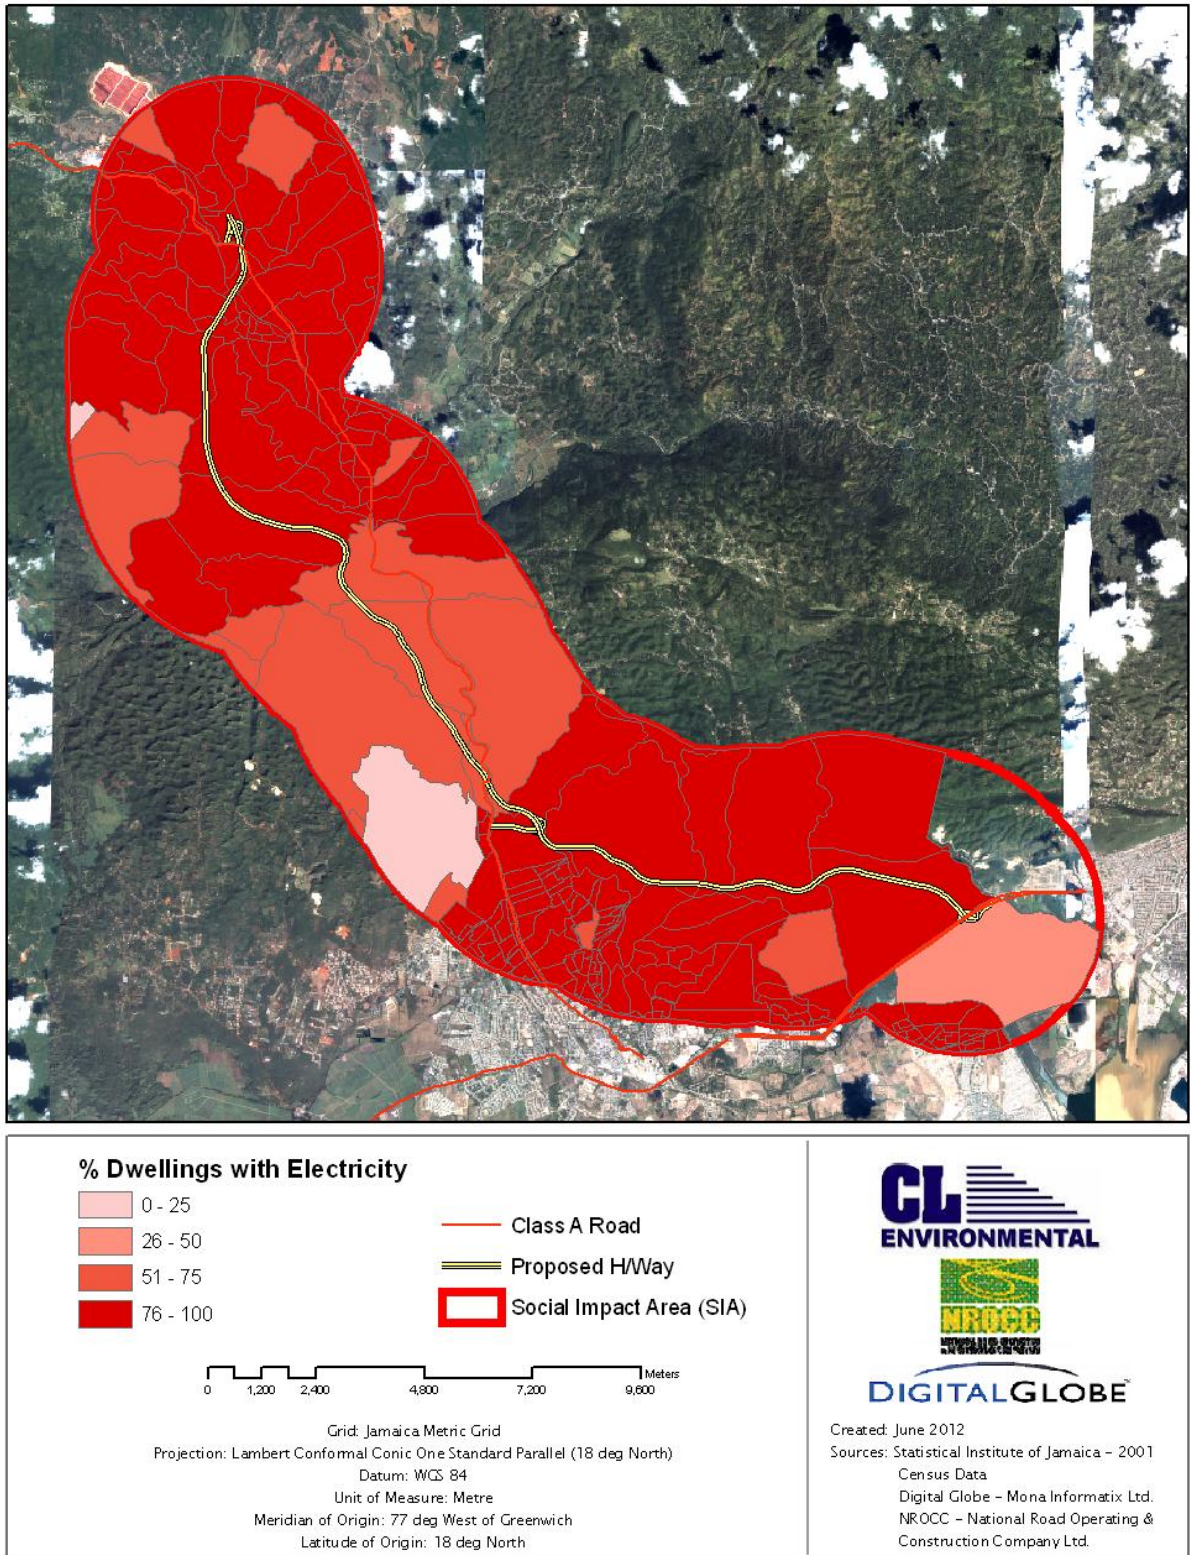 % Dwellings with Electricity
0 - 25
26 - 50
51 - 75
76 - 100
Class A Road
Proposed H/Way
Social Impact Area (SIA)
Meters
0 1,200 2,400 4,800 7,200 9,600
Grid: Jamaica Metric Grid
Projection: Lambert Conformal Conic One Standard Parallel (18 deg North)
Datum: WGS 84
Unit of Measure: Metre
Meridian of Origin: 77 deg West of Greenwich
Latitude of Origin: 18 deg North
CL
ENVIRONMENTAL
NROCC
DIGITALGLOBE
Created: June 2012
Sources: Statistical Institute of Jamaica - 2001
Census Data
Digital Globe - Mona Informatix Ltd.
NROCC - National Road Operating &
Construction Company Ltd.